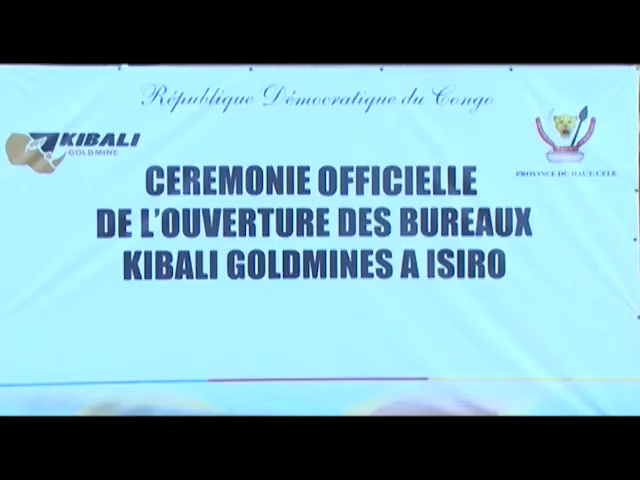 République Démocratique du Congo
KIBALI
GOLDMINE
PROVINCE DU HAUT-UELE
CEREMONIE OFFICIELLE
DE L'OUVERTURE DES BUREAUX
KIBALI GOLDMINES A ISIRO